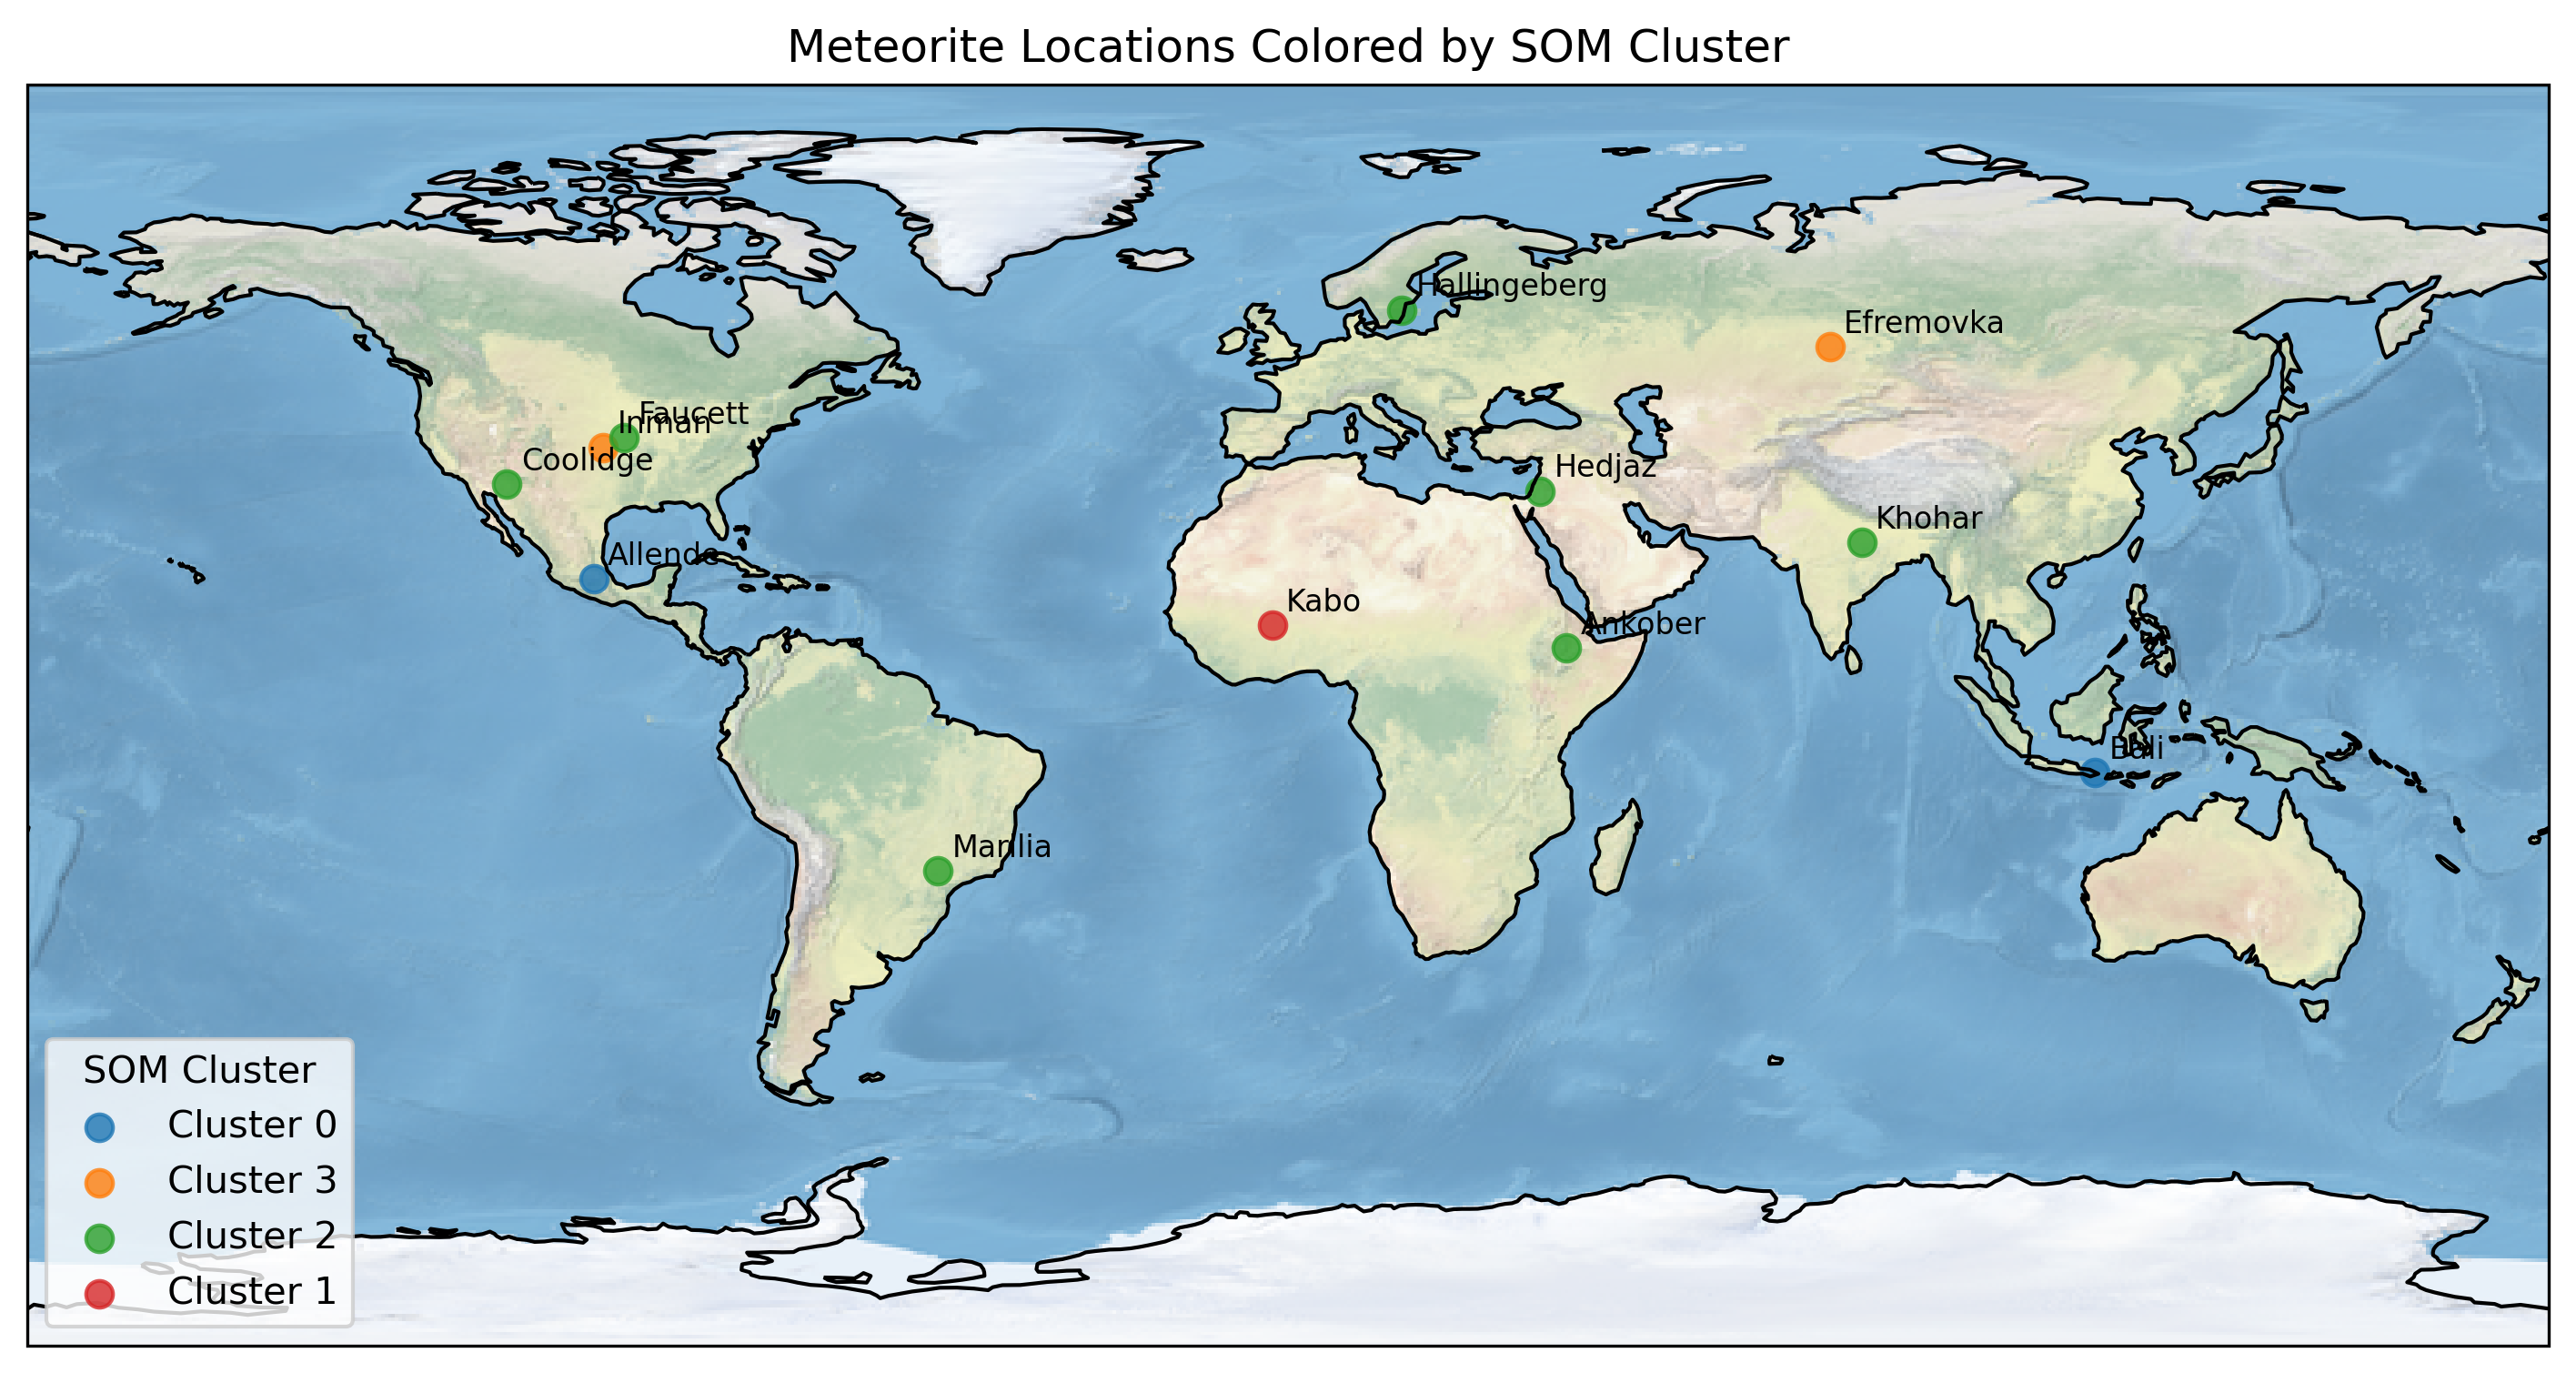 Meteorite Locations Colored by SOM Cluster
Hallingeberg
Efremovka
Faucett
Inman
Coolidge
Hedjaz
Khohar
Allende
Kabo
Ankober
Bali
Marilia
SOM Cluster
Cluster 0
Cluster 3
Cluster 2
Cluster 1